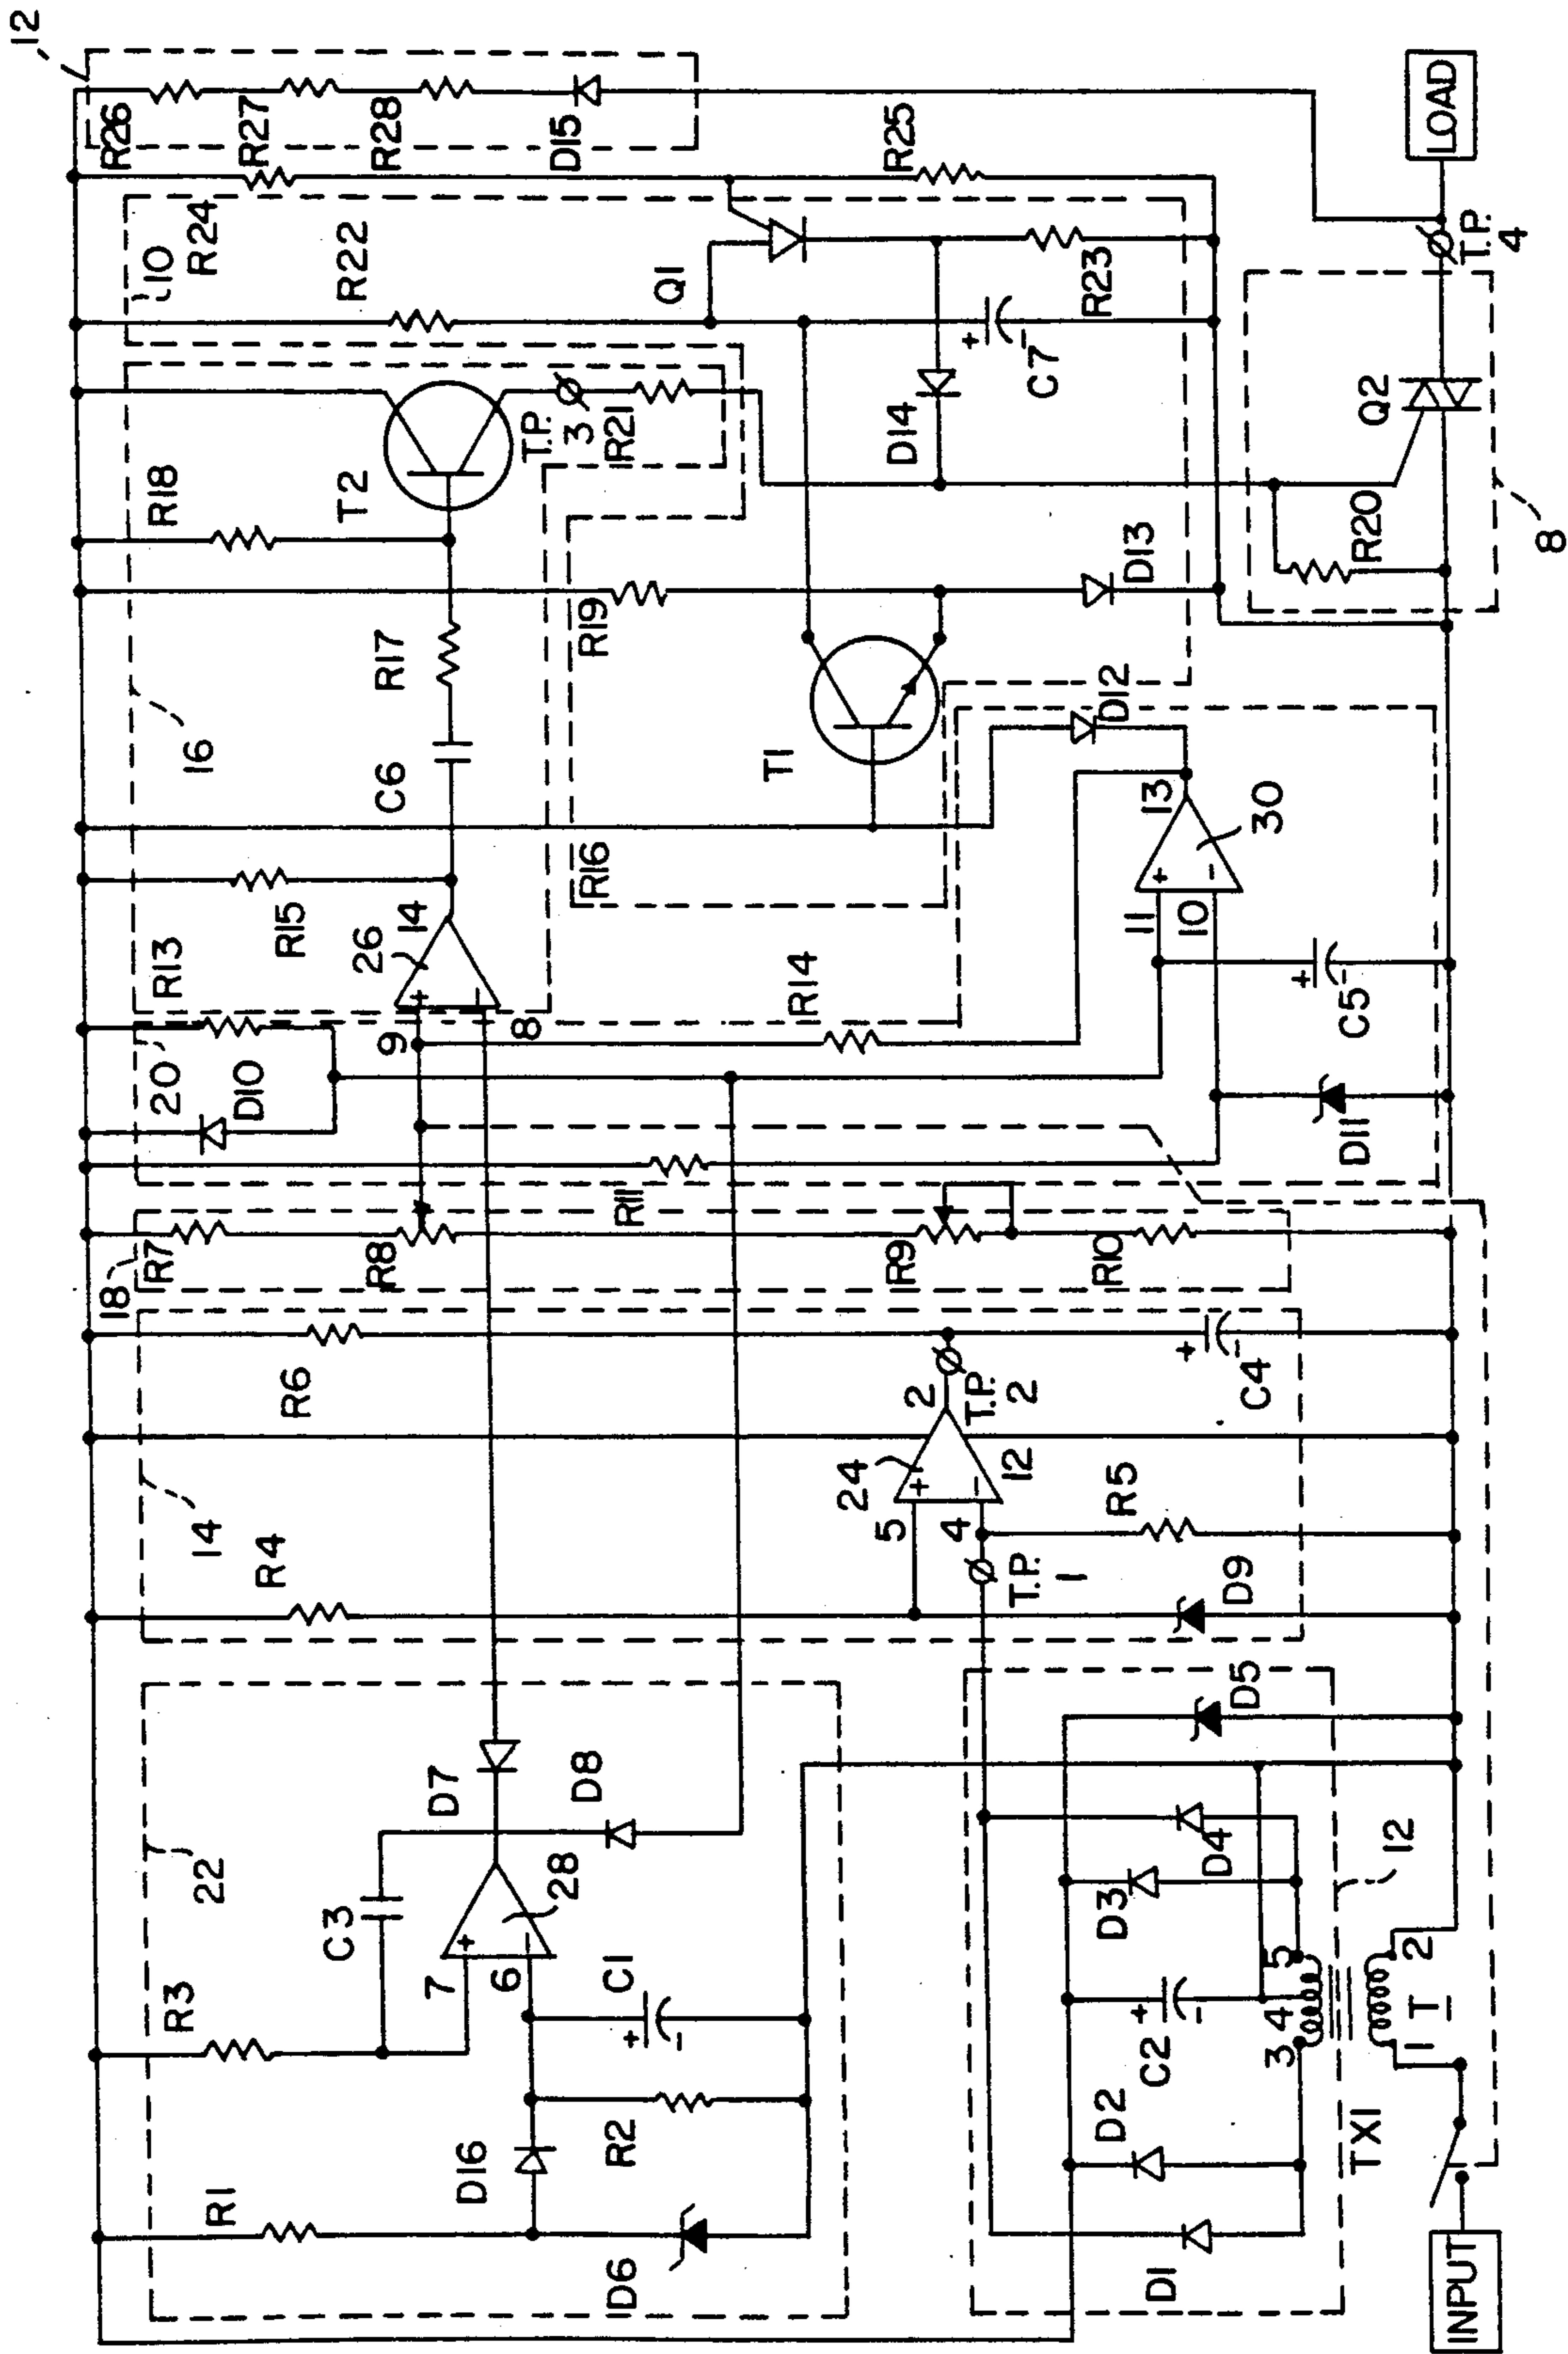 12
R26
R27
R28
D15
R25
LOAD
T.P.
4
10
R24
R22
Q1
R23
C7
D14
Q2
R20
8
16
R18
T2
T.P.
3
R21
R17
R19
D13
C6
T1
D12
R16
R15
26
14
13
30
11
10
R13
9
8
R14
C5
20
D10
D11
R11
18
R7
R8
R9
R10
14
R6
R4
24
2
T.P.
2
C4
5
4
12
R5
T.P.
1
D9
22
D7
D8
28
C3
R3
7
6
C1
R1
D16
R2
D6
D5
D4
D3
12
C2
D2
D1
3
4
5
TX1
1
T
2
INPUT